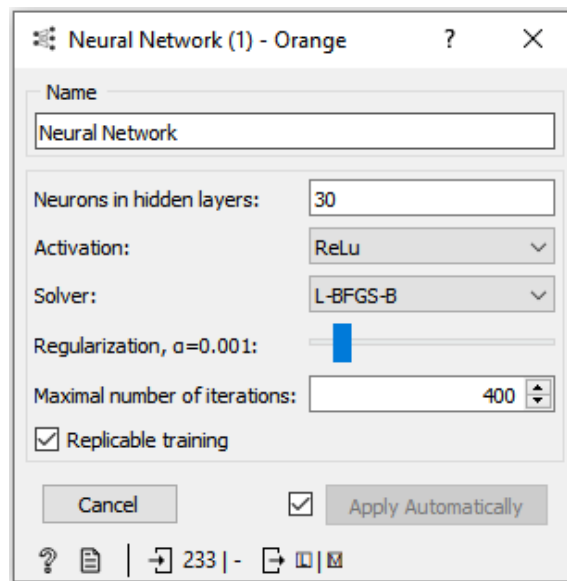 Neural Network (1) - Orange ? ×
Name
Neural Network
Neurons in hidden layers: 30
Activation: ReLu
Solver: L-BFGS-B
Regularization, α=0.001:
Maximal number of iterations: 400
Replicable training
Cancel Apply Automatically
? 233 | - L | M